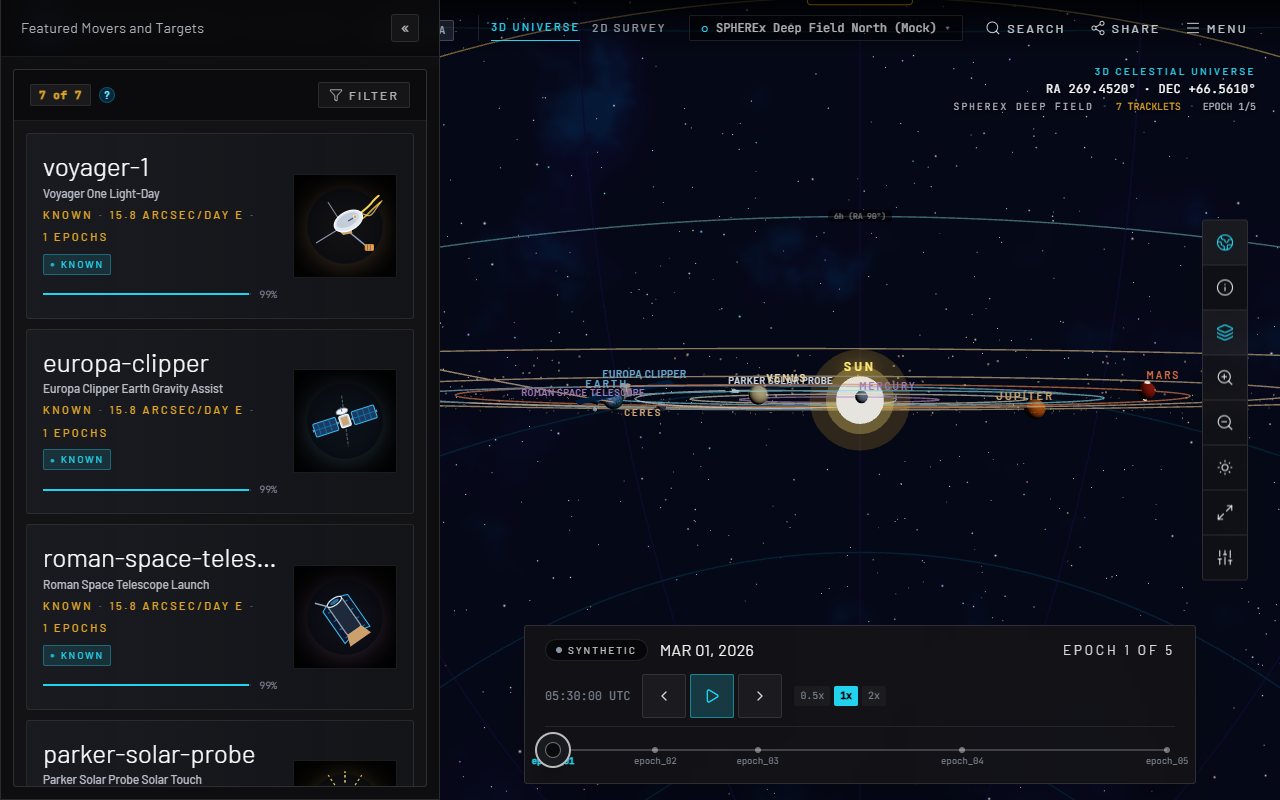 Featured Movers and Targets
«
A
3D UNIVERSE
2D SURVEY
SPHEREx Deep Field North (Mock)
SEARCH
SHARE
MENU
7 of 7
?
FILTER
3D CELESTIAL UNIVERSE
RA 269.4520° · DEC +66.5610°
SPHEREX DEEP FIELD · 7 TRACKLETS · EPOCH 1/5
voyager-1
Voyager One Light-Day
KNOWN · 15.8 ARCSEC/DAY E ·
1 EPOCHS
KNOWN
99%
europa-clipper
Europa Clipper Earth Gravity Assist
KNOWN · 15.8 ARCSEC/DAY E ·
1 EPOCHS
KNOWN
99%
roman-space-teles...
Roman Space Telescope Launch
KNOWN · 15.8 ARCSEC/DAY E ·
1 EPOCHS
KNOWN
99%
parker-solar-probe
Parker Solar Probe Solar Touch
6h (RA 90°)
SUN
EUROPA CLIPPER
EARTH
ROMAN SPACE TELESCOPE
CERES
VENUS
PARKER SOLAR PROBE
MERCURY
JUPITER
MARS
SYNTHETIC
MAR 01, 2026
EPOCH 1 OF 5
05:30:00 UTC
0.5x
1x
2x
epoch_02
epoch_03
epoch_04
epoch_05